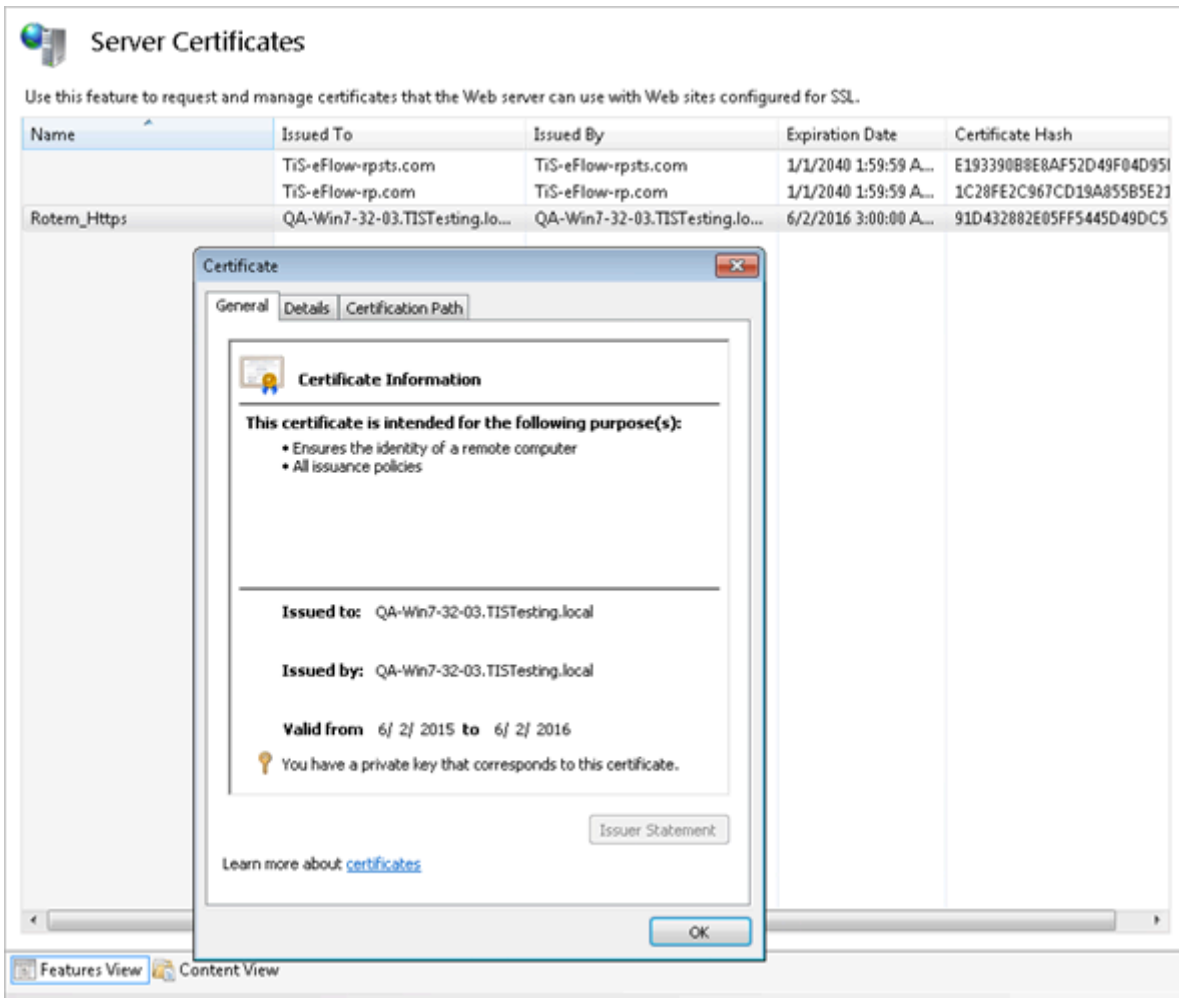 Server Certificates
Use this feature to request and manage certificates that the Web server can use with Web sites configured for SSL.
Name Issued To Issued By Expiration Date Certificate Hash
TiS-eFlow-rpsts.com TiS-eFlow-rpsts.com 1/1/2040 1:59:59 A... E193390B8E8AF52D49F04D95
TiS-eFlow-rp.com TiS-eFlow-rp.com 1/1/2040 1:59:59 A... 1C28FE2C967CD19A855B5E21
Rotem_Https QA-Win7-32-03.TISTesting.lo... QA-Win7-32-03.TISTesting.lo... 6/2/2016 3:00:00 A... 91D432882E05FF5445D49DC5
Certificate
General Details Certification Path
Certificate Information
This certificate is intended for the following purpose(s):
• Ensures the identity of a remote computer
• All issuance policies
Issued to: QA-Win7-32-03.TISTesting.local
Issued by: QA-Win7-32-03.TISTesting.local
Valid from 6/ 2/ 2015 to 6/ 2/ 2016
You have a private key that corresponds to this certificate.
Issuer Statement
Learn more about certificates
OK
Features View Content View